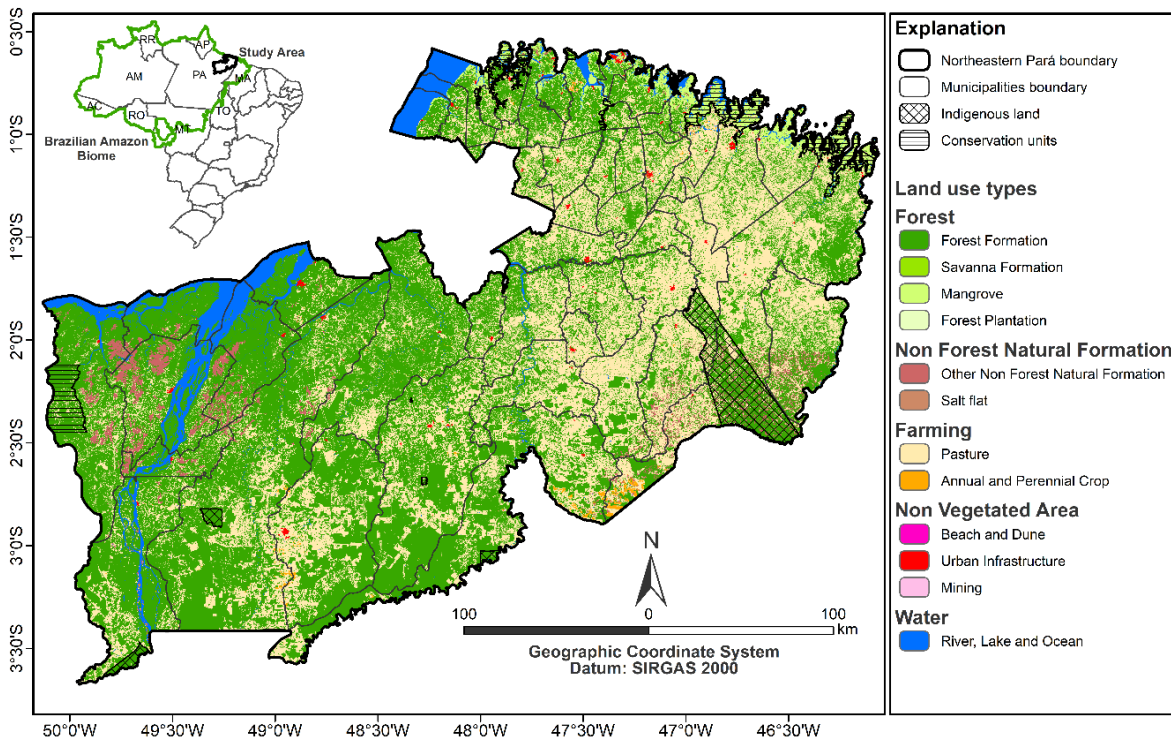 0°30'S
1°0'S
1°30'S
2°0'S
2°30'S
3°0'S
3°30'S
50°0'W
49°30'W
49°0'W
48°30'W
48°0'W
47°30'W
47°0'W
46°30'W
RR
AP
Study Area
AM
PA
MA
AC
RO
TO
MT
Brazilian Amazon
Biome
N
100
0
100
km
Geographic Coordinate System
Datum: SIRGAS 2000
Explanation
Northeastern Pará boundary
Municipalities boundary
Indigenous land
Conservation units
Land use types
Forest
Forest Formation
Savanna Formation
Mangrove
Forest Plantation
Non Forest Natural Formation
Other Non Forest Natural Formation
Salt flat
Farming
Pasture
Annual and Perennial Crop
Non Vegetated Area
Beach and Dune
Urban Infrastructure
Mining
Water
River, Lake and Ocean